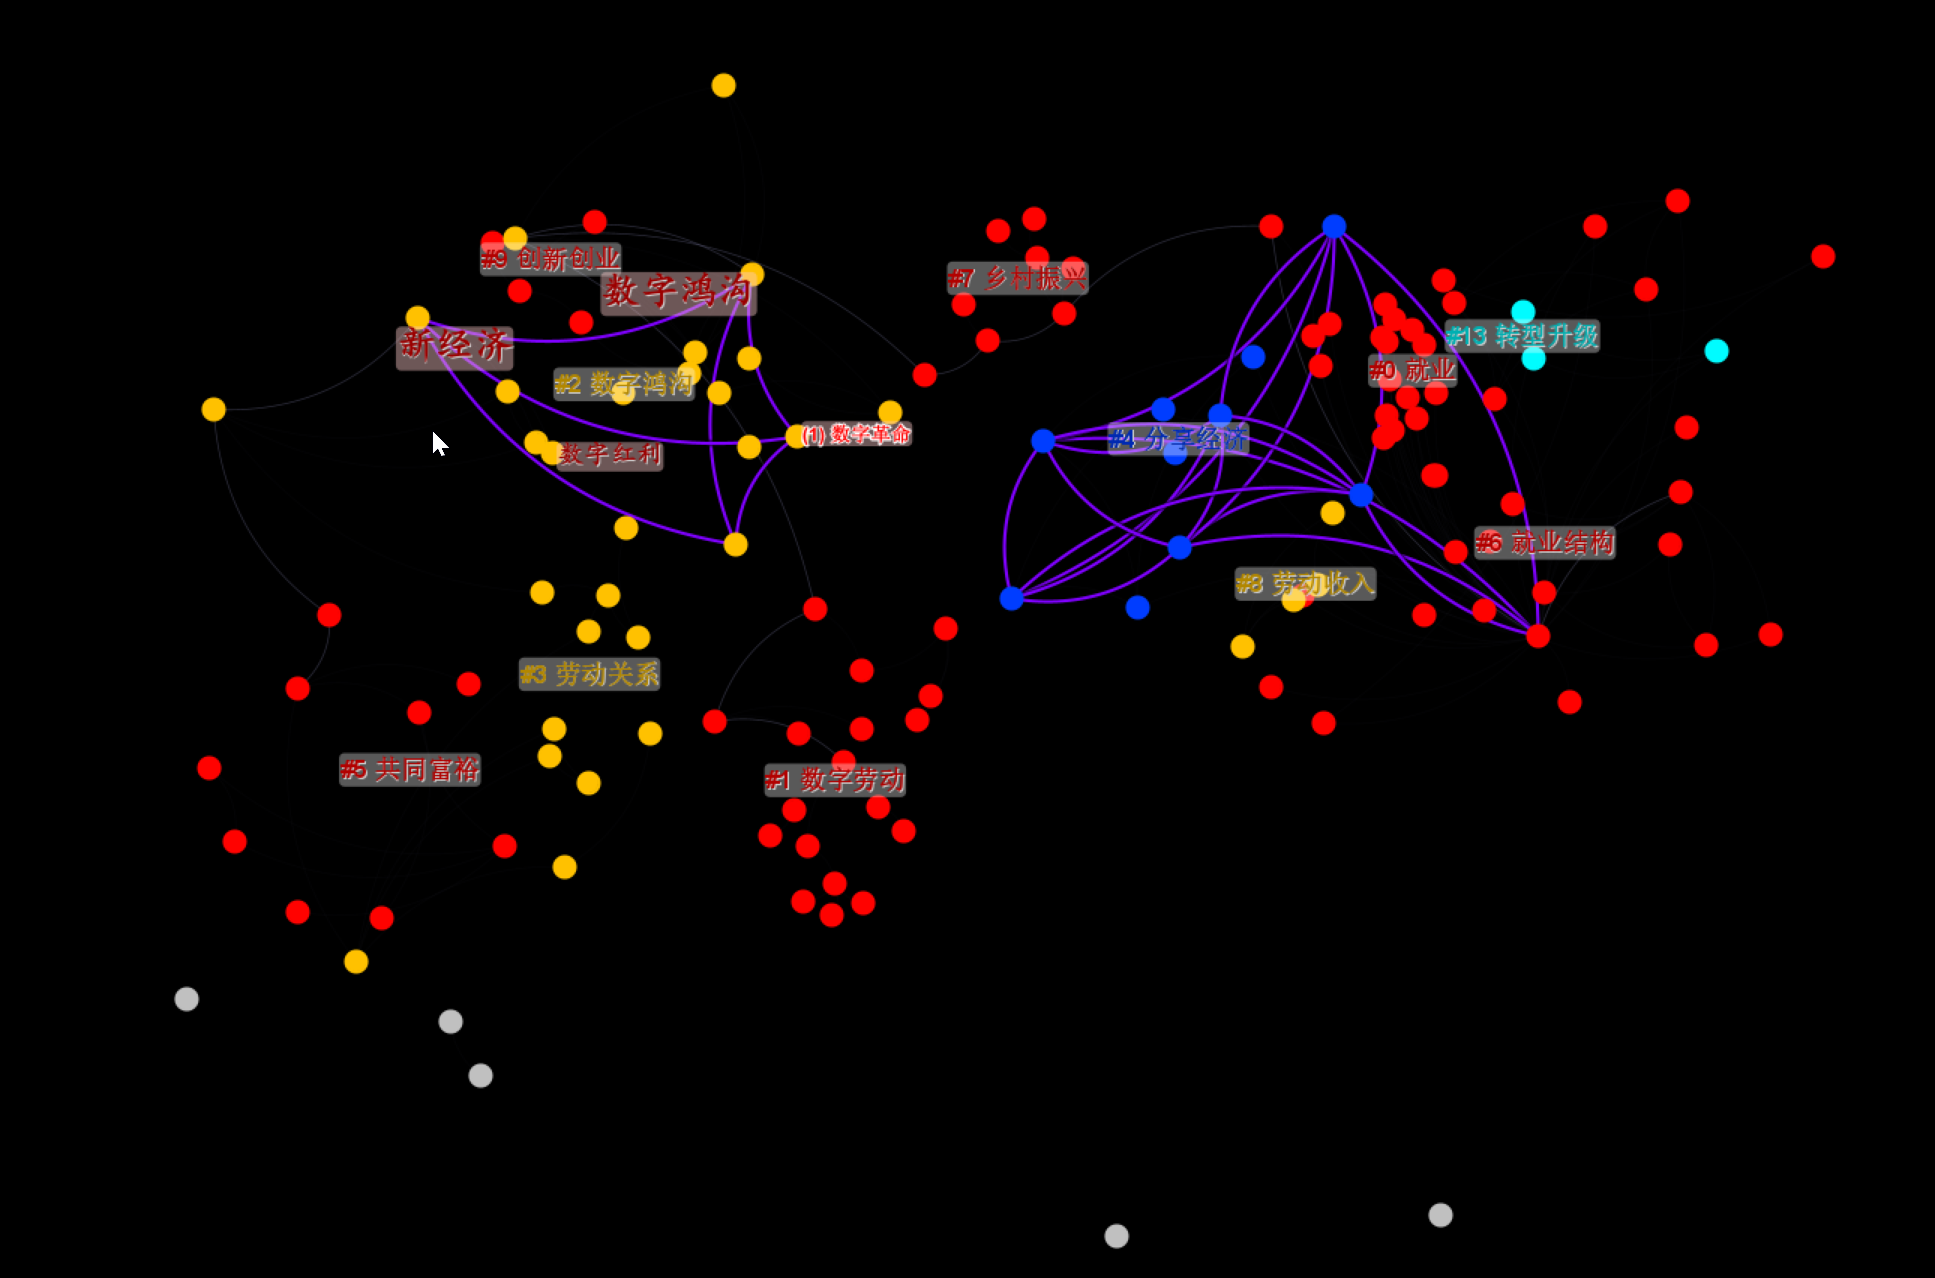 #9 创新创业
数字鸿沟
#7 乡村振兴
新经济
#13 转型升级
#2 数字鸿沟
#0 就业
(1) 数字革命
#4 分享经济
数字红利
#6 就业结构
#8 劳动收入
#3 劳动关系
#5 共同富裕
#1 数字劳动